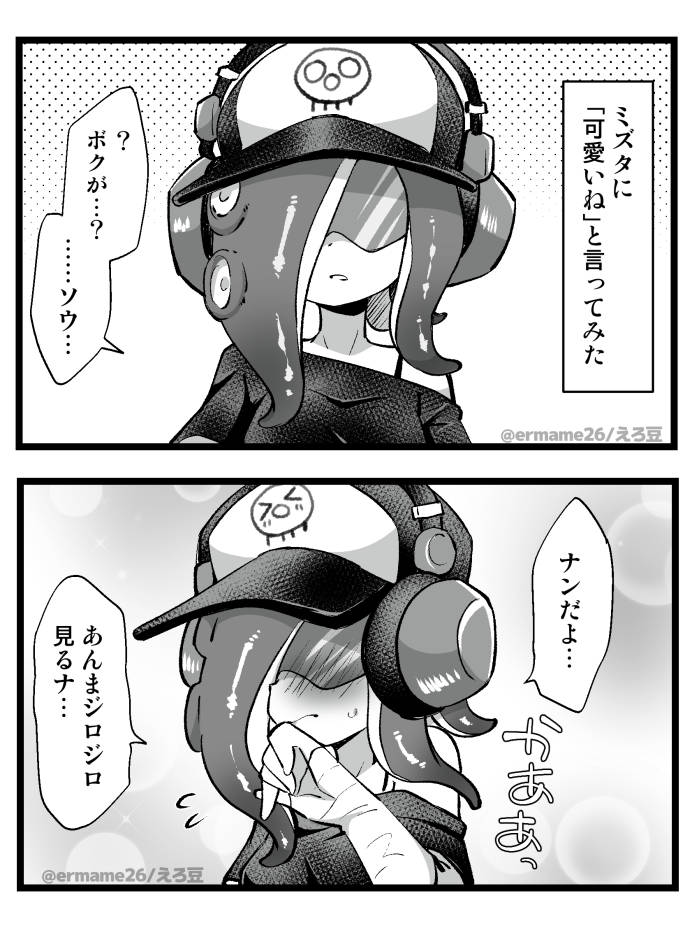 ミズタに
「可愛いね」と言ってみた
？
ボクが…？
……ソウ…
@ermame26/えろ豆
ナンだよ…
かあぁっ
あんまジロジロ
見るナ…
@ermame26/えろ豆